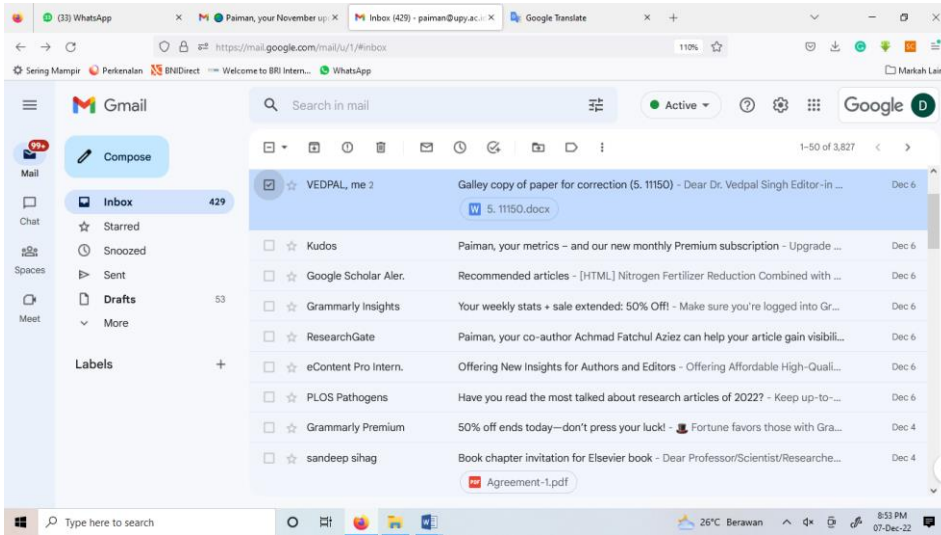 (33) WhatsApp
Paiman, your November up
Inbox (429) - paiman@upy.ac.i
Google Translate
https://mail.google.com/mail/u/1/#inbox
110%
Sering Mampir
Perkenalan
BNIDirect
Welcome to BRI Intern...
WhatsApp
Markah Lain
Gmail
Search in mail
Active
Google
D
99+
Mail
Chat
Spaces
Meet
Compose
Inbox 429
Starred
Snoozed
Sent
Drafts 53
More
Labels +
1–50 of 3,827
VEDPAL, me 2 Galley copy of paper for correction (5. 11150) - Dear Dr. Vedpal Singh Editor-in ... Dec 6
W 5. 11150.docx
Kudos Paiman, your metrics – and our new monthly Premium subscription - Upgrade ... Dec 6
Google Scholar Aler. Recommended articles - [HTML] Nitrogen Fertilizer Reduction Combined with ... Dec 6
Grammarly Insights Your weekly stats + sale extended: 50% Off! - Make sure you're logged into Gr... Dec 6
ResearchGate Paiman, your co-author Achmad Fatchul Aziez can help your article gain visibili... Dec 6
eContent Pro Intern. Offering New Insights for Authors and Editors - Offering Affordable High-Quali... Dec 6
PLOS Pathogens Have you read the most talked about research articles of 2022? - Keep up-to-... Dec 6
Grammarly Premium 50% off ends today—don't press your luck! - Fortune favors those with Gra... Dec 4
sandeep sihag Book chapter invitation for Elsevier book - Dear Professor/Scientist/Researche... Dec 4
PDF Agreement-1.pdf
Type here to search
26°C Berawan
8:53 PM
07-Dec-22